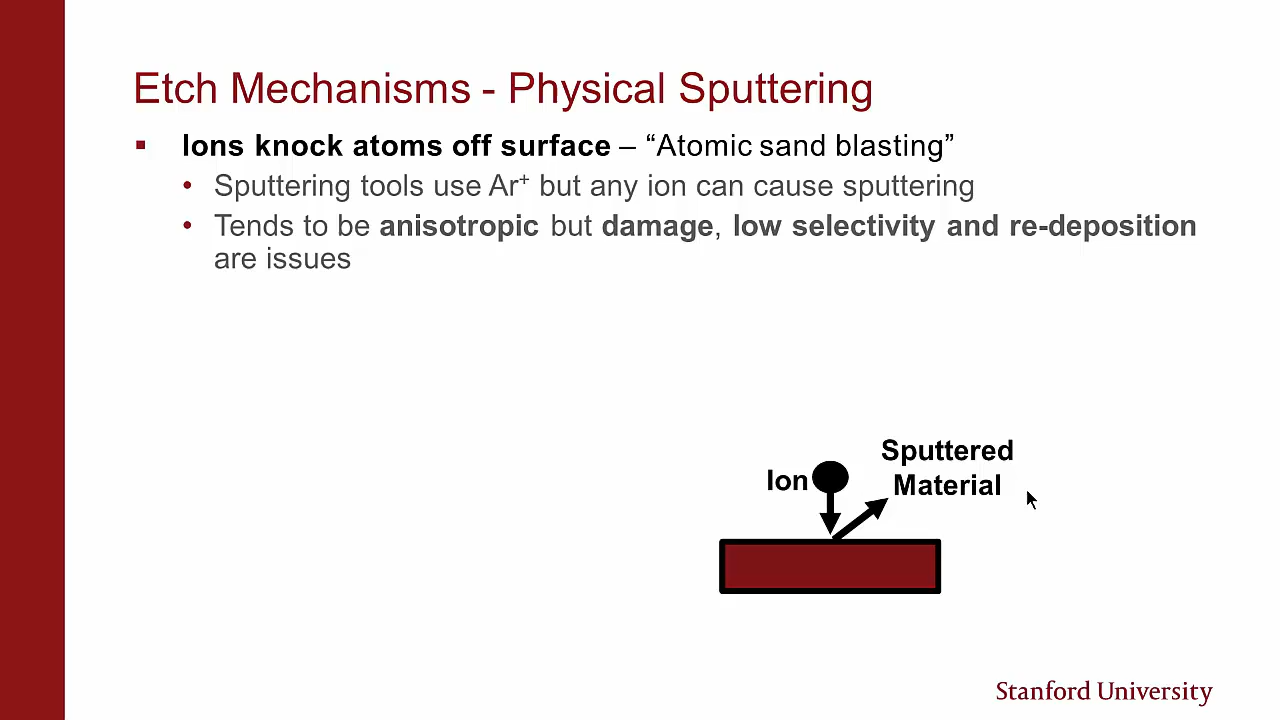 Etch Mechanisms - Physical Sputtering
▪ Ions knock atoms off surface – “Atomic sand blasting”
• Sputtering tools use Ar⁺ but any ion can cause sputtering
• Tends to be anisotropic but damage, low selectivity and re-deposition
are issues
Sputtered
Material
Ion
Stanford University